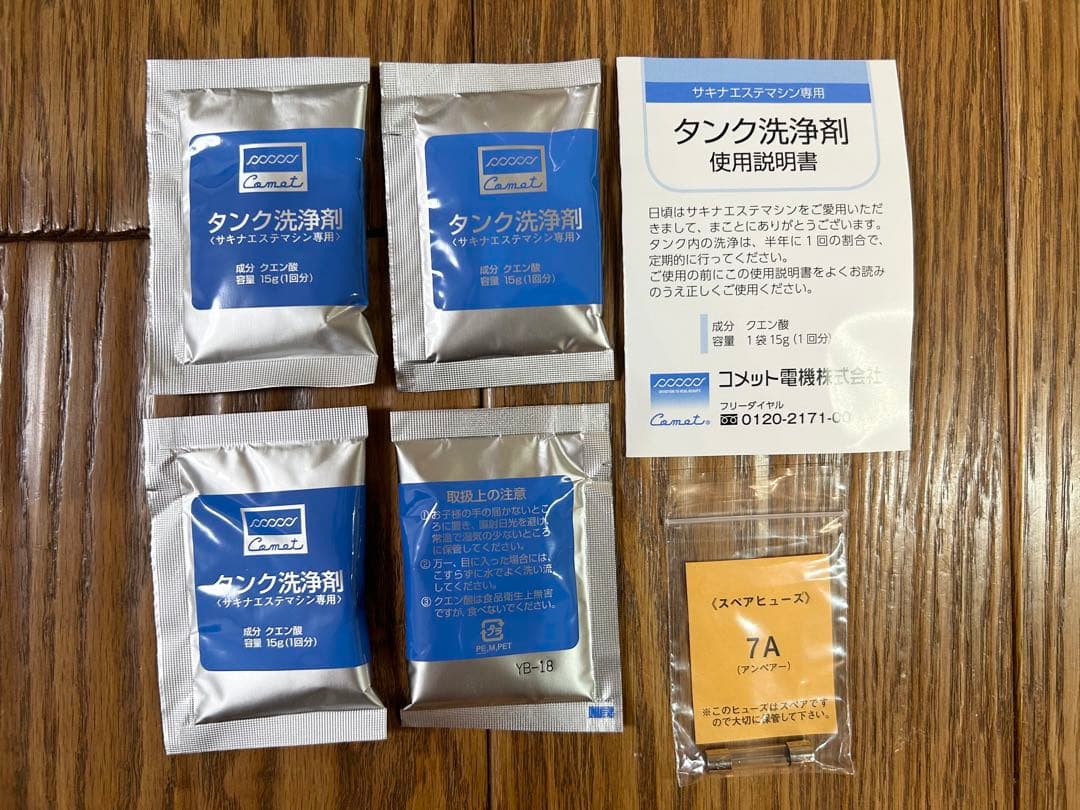 Comet
タンク洗浄剤
〈サキナエステマシン専用〉
成分 クエン酸
容量 15g(1回分)
Comet
タンク洗浄剤
〈サキナエステマシン専用〉
成分 クエン酸
容量 15g(1回分)
サキナエステマシン専用
タンク洗浄剤
使用説明書
日頃はサキナエステマシンをご愛用いただ
きまして、まことにありがとうございます。
タンク内の洗浄は、半年に1回の割合で、
定期的に行ってください。
ご使用の前にこの使用説明書をよくお読み
のうえ正しくご使用ください。
成分 クエン酸
容量 1袋15g(1回分)
コメット電機株式会社
Comet®
フリーダイヤル
0120-2171-00
Comet
タンク洗浄剤
〈サキナエステマシン専用〉
成分 クエン酸
容量 15g(1回分)
取扱上の注意
①お子様の手の届かないとこ
ろに置き、直射日光を避け、
常温で湿気の少ないところ
に保管してください。
②万一、目に入った場合には、
こすらずに水でよく洗い流
してください。
③クエン酸は食品衛生上無害
ですが、食べないでください。
プラ
PE,M,PET
YB-18
《スペアヒューズ》
7A
(アンペアー)
※このヒューズはスペアです
ので大切に保管して下さい。